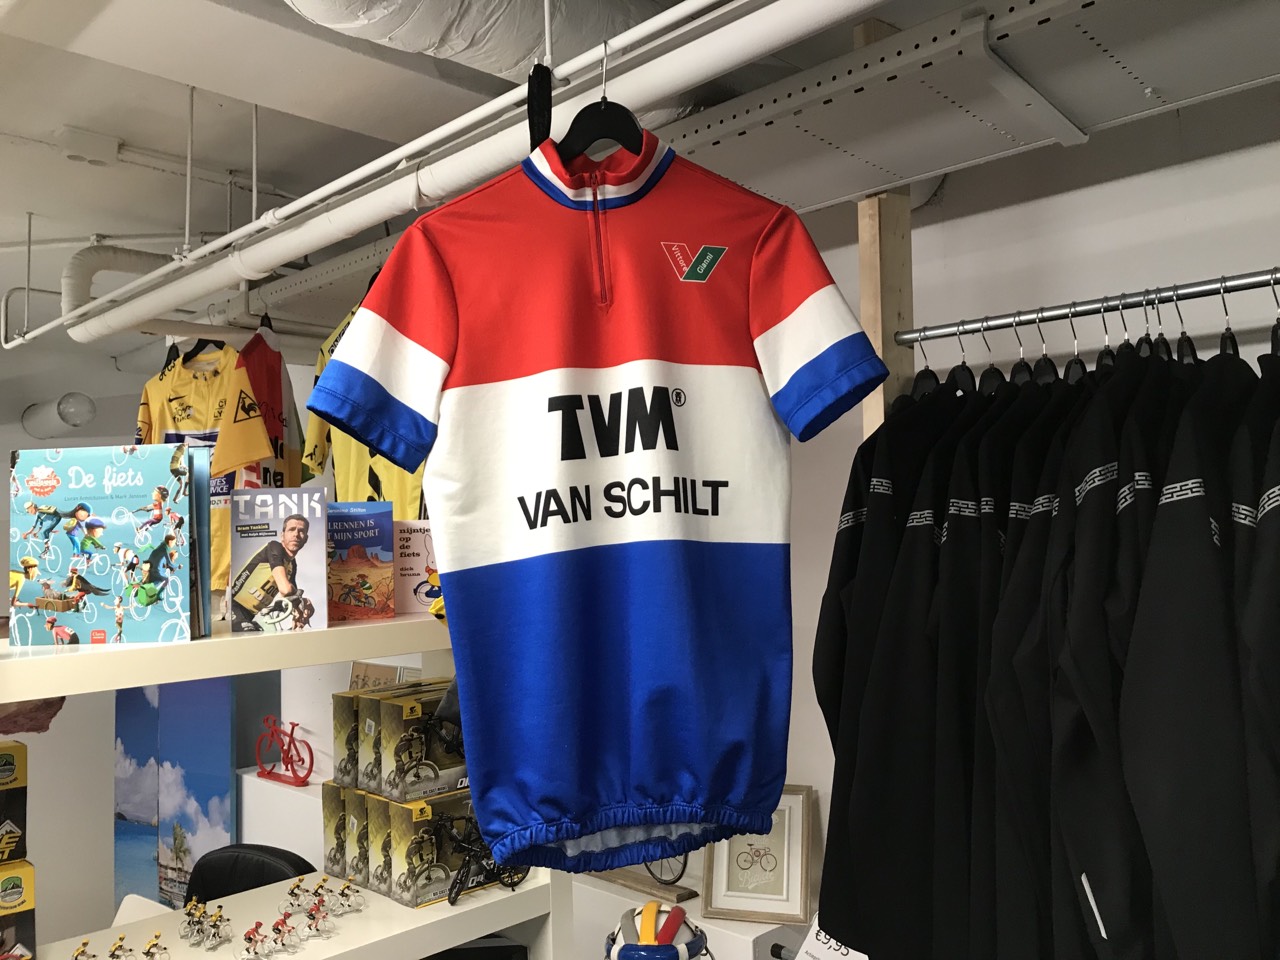 Vittore
Gianni
TVM
VAN SCHILT
De fiets
TANK
Bram Tankink
nijntje
op
de
fiets
dick
bruna
€9,95